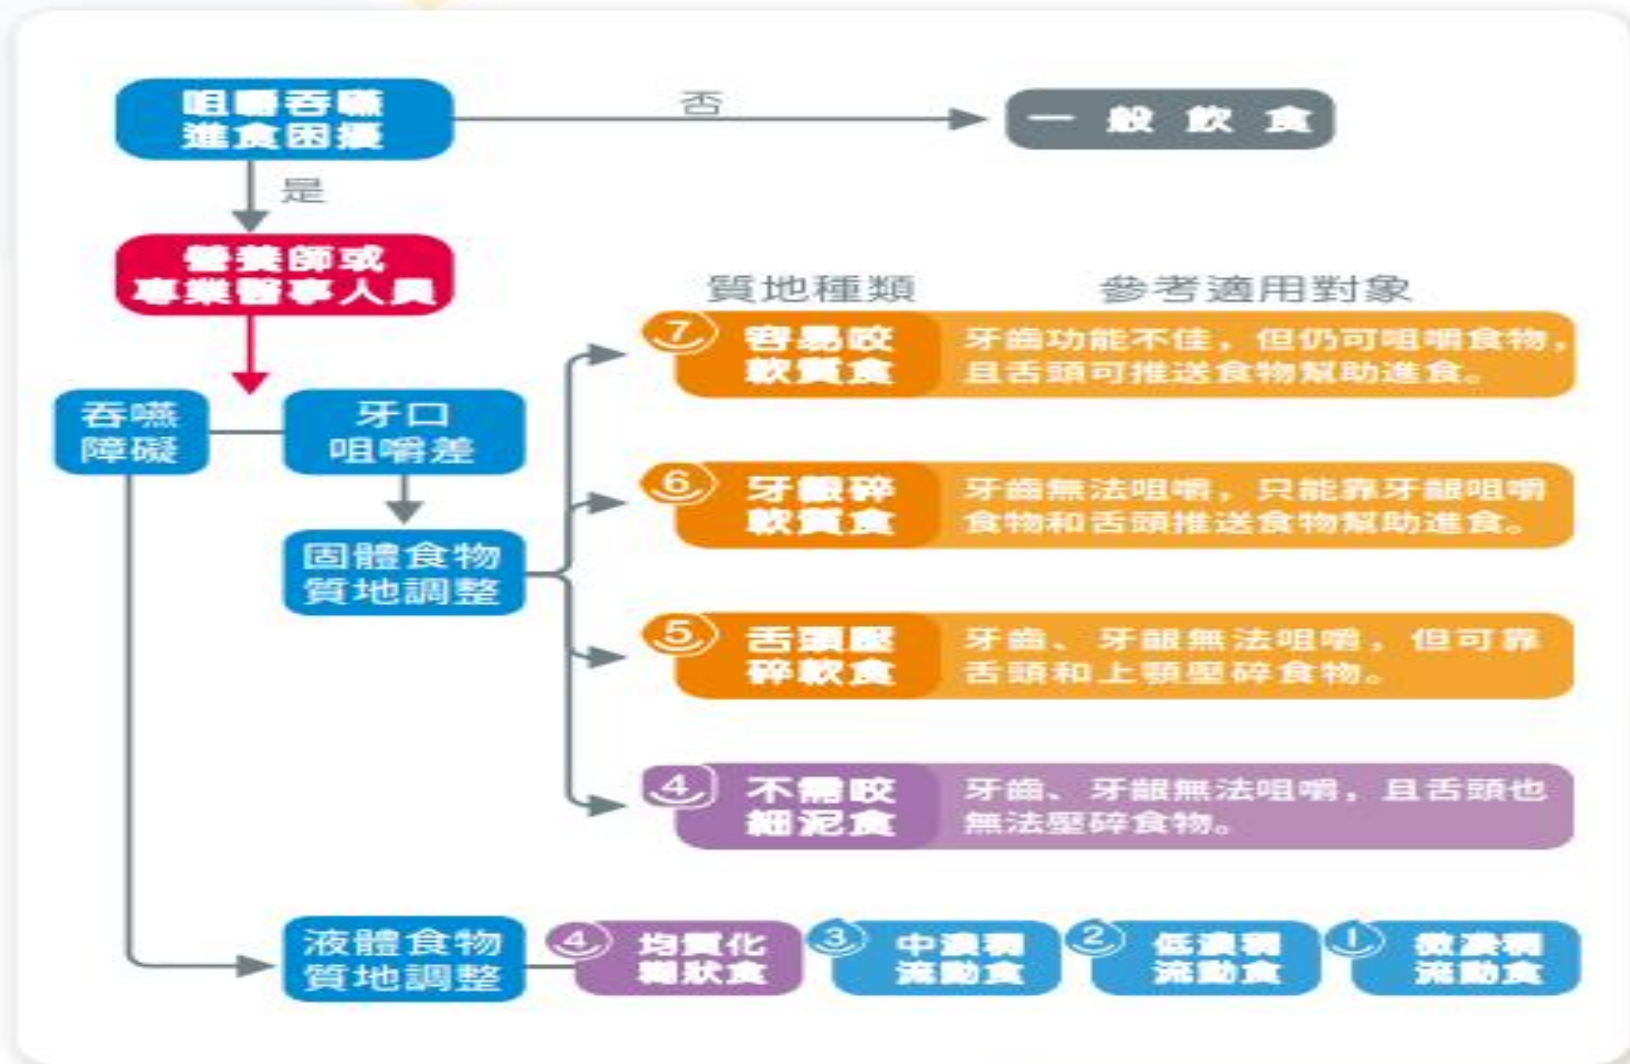 咀嚼吞嚥
進食困擾
否
一般飲食
是
營養師或
專業醫事人員
質地種類
參考適用對象
吞嚥
障礙
牙口
咀嚼差
固體食物
質地調整
7
容易咬
軟質食
牙齒功能不佳，但仍可咀嚼食物，
且舌頭可推送食物幫助進食。
6
牙齦碎
軟質食
牙齒無法咀嚼，只能靠牙齦咀嚼
食物和舌頭推送食物幫助進食。
5
舌頭壓
碎軟食
牙齒、牙齦無法咀嚼，但可靠
舌頭和上顎壓碎食物。
4
不需咬
細泥食
牙齒、牙齦無法咀嚼，且舌頭也
無法壓碎食物。
液體食物
質地調整
4
均質化
糊狀食
3
中濃稠
流動食
2
低濃稠
流動食
1
微濃稠
流動食